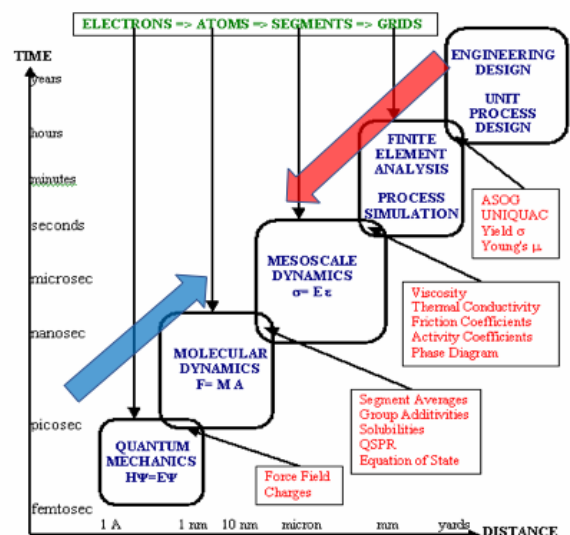 ELECTRONS => ATOMS => SEGMENTS => GRIDS
TIME
years
hours
minutes
seconds
microsec
nanosec
picosec
femtosec
ENGINEERING
DESIGN
UNIT
PROCESS
DESIGN
FINITE
ELEMENT
ANALYSIS
PROCESS
SIMULATION
ASOG
UNIQUAC
Yield σ
Young's μ
MESOSCALE
DYNAMICS
σ= E ε
Viscosity
Thermal Conductivity
Friction Coefficients
Activity Coefficients
Phase Diagram
MOLECULAR
DYNAMICS
F= M A
Segment Averages
Group Additivities
Solubilities
QSPR
Equation of State
QUANTUM
MECHANICS
HΨ=EΨ
Force Field
Charges
1 A 1 nm 10 nm micron mm yards
DISTANCE